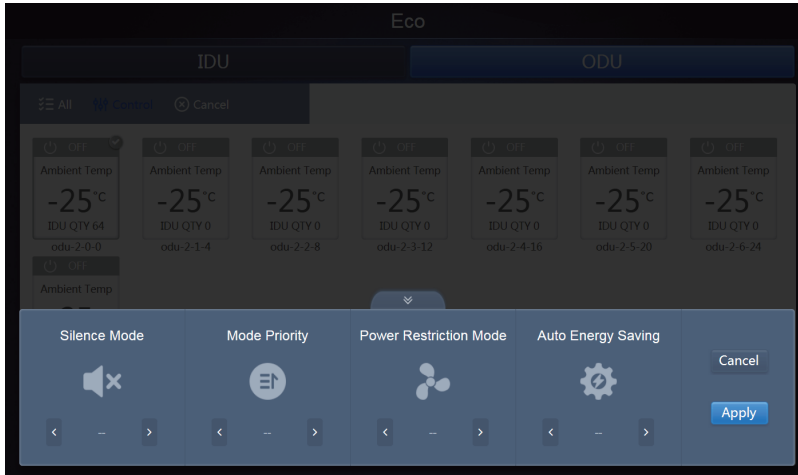 Eco
IDU ODU
All Control Cancel
OFF OFF OFF OFF OFF OFF OFF
Ambient Temp Ambient Temp Ambient Temp Ambient Temp Ambient Temp Ambient Temp Ambient Temp
-25°C -25°C -25°C -25°C -25°C -25°C -25°C
IDU QTY 64 IDU QTY 0 IDU QTY 0 IDU QTY 0 IDU QTY 0 IDU QTY 0 IDU QTY 0
odu-2-0-0 odu-2-1-4 odu-2-2-8 odu-2-3-12 odu-2-4-16 odu-2-5-20 odu-2-6-24
OFF
Ambient Temp
Silence Mode Mode Priority Power Restriction Mode Auto Energy Saving
Cancel
Apply
< -- > < -- > < -- > < -- >